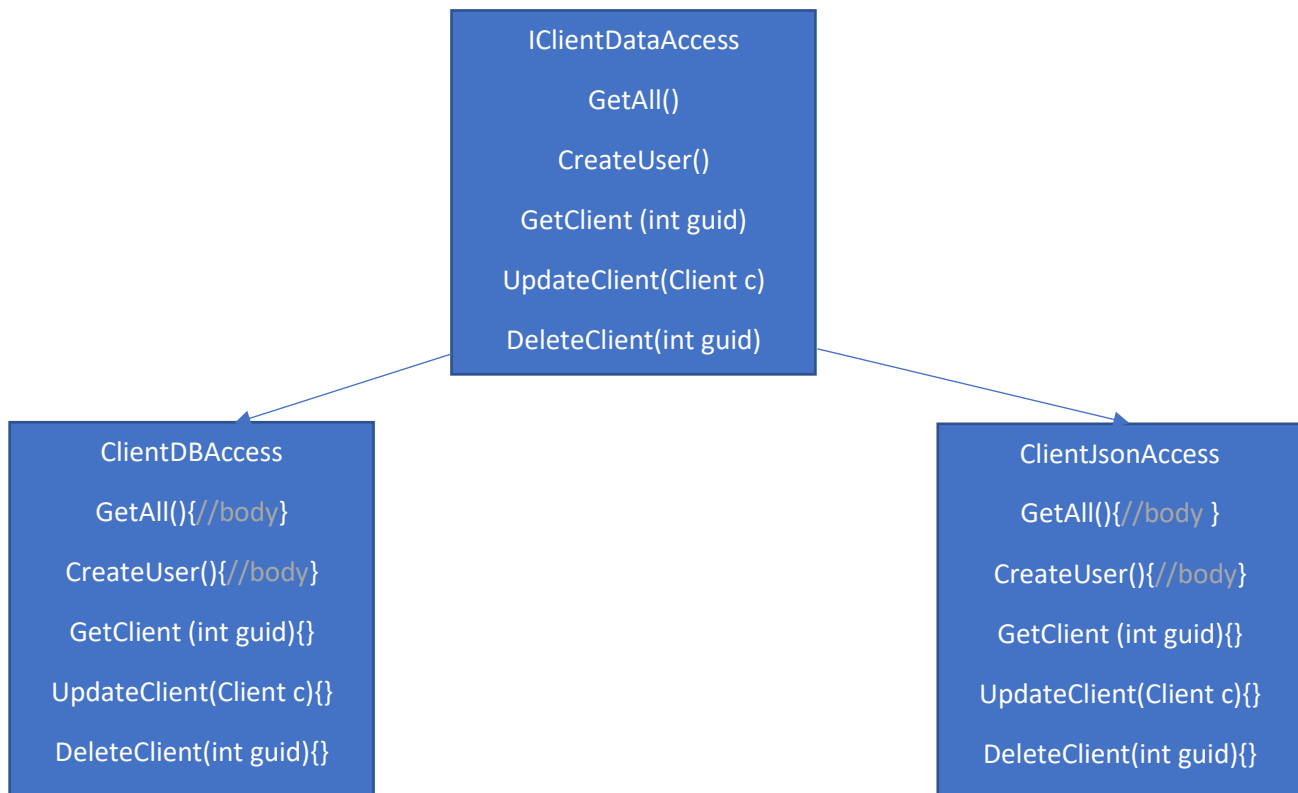 IClientDataAccess
GetAll()
CreateUser()
GetClient (int guid)
UpdateClient(Client c)
DeleteClient(int guid)
ClientDBAccess
GetAll(){//body}
CreateUser(){//body}
GetClient (int guid){}
UpdateClient(Client c){}
DeleteClient(int guid){}
ClientJsonAccess
GetAll(){//body }
CreateUser(){//body}
GetClient (int guid){}
UpdateClient(Client c){}
DeleteClient(int guid){}